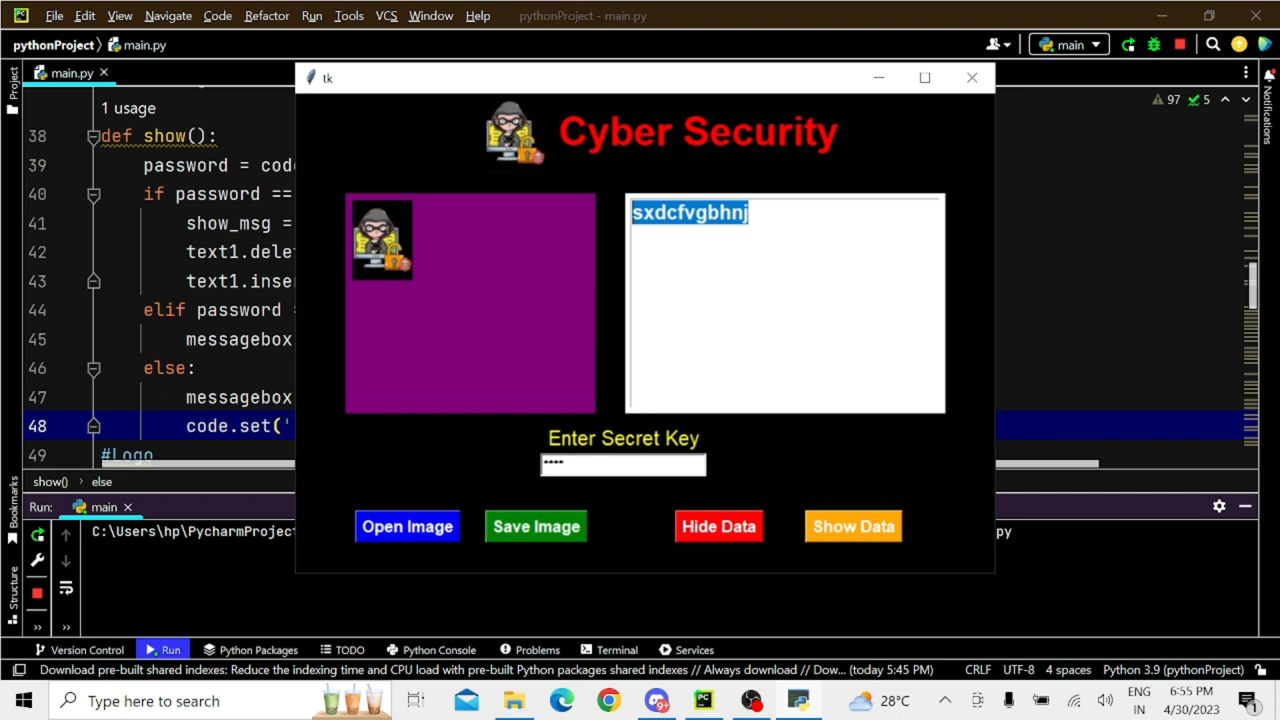 File Edit View Navigate Code Refactor Run Tools VCS Window Help pythonProject - main.py
pythonProject main.py main
Project main.py × Notifications
tk
1 usage
97 5
38 def show():
39 password = cod
40 if password ==
41 show_msg =
42 text1.dele
43 text1.inse
44 elif password
45 messagebox
46 else:
47 messagebox
48 code.set('
49 #Logo
Cyber Security
sxdcfvgbhnj
Enter Secret Key
****
Open Image Save Image Hide Data Show Data
show() › else
Bookmarks
Structure
Run: main ×
C:\Users\hp\PycharmProjec py
Version Control Run Python Packages TODO Python Console Problems Terminal Services
Download pre-built shared indexes: Reduce the indexing time and CPU load with pre-built Python packages shared indexes // Always download // Dow... (today 5:45 PM) CRLF UTF-8 4 spaces Python 3.9 (pythonProject)
Type here to search 9+ PC 28°C ENG IN 6:55 PM 4/30/2023 1